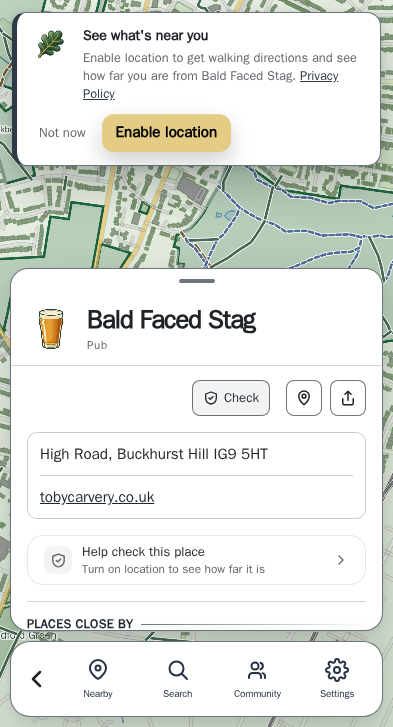 See what's near you
Enable location to get walking directions and see
how far you are from Bald Faced Stag. Privacy
Policy
Not now
Enable location
Bald Faced Stag
Pub
Check
High Road, Buckhurst Hill IG9 5HT
tobycarvery.co.uk
Help check this place
Turn on location to see how far it is
PLACES CLOSE BY
Green
Nearby
Search
Community
Settings